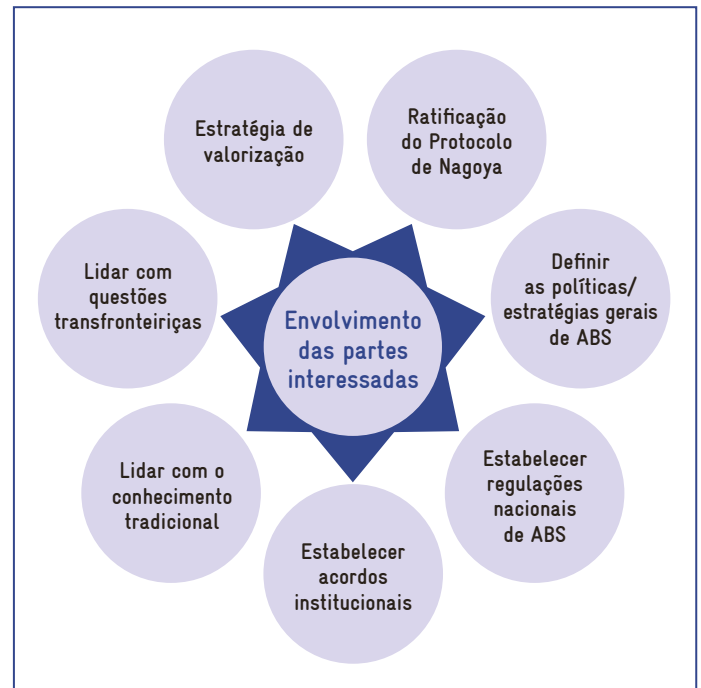 Estratégia de
valorização
Ratificação
do Protocolo
de Nagoya
Definir
as políticas/
estratégias gerais
de ABS
Estabelecer
regulações
nacionais
de ABS
Estabelecer
acordos
institucionais
Lidar com o
conhecimento
tradicional
Lidar com
questões
transfronteiriças
Envolvimento
das partes
interessadas